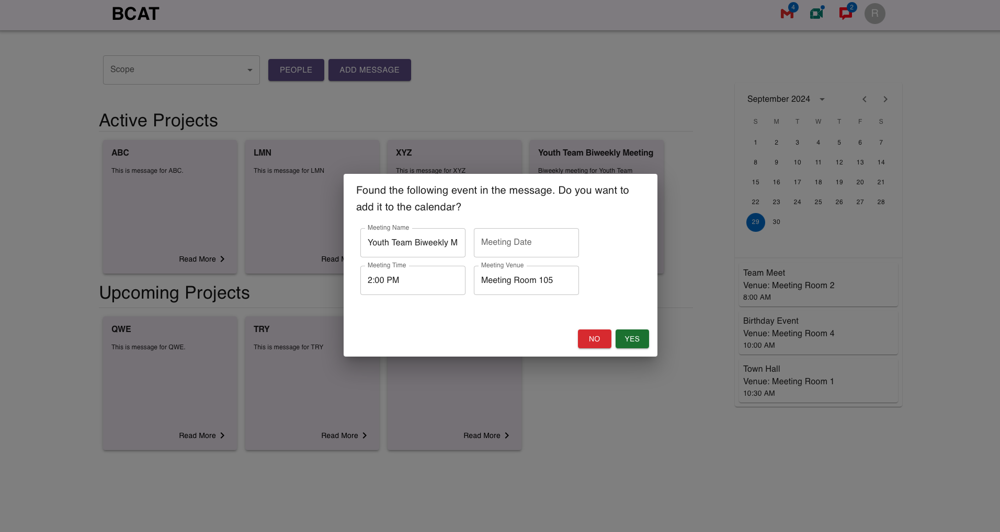 BCAT
4
2
R
Scope
PEOPLE
ADD MESSAGE
Active Projects
ABC
This is message for ABC.
Read More
LMN
This is message for LMN
Read
XYZ
This is message for XYZ
Youth Team Biweekly Meeting
Biweekly meeting for Youth Team
Found the following event in the message. Do you want to
add it to the calendar?
Meeting Name
Youth Team Biweekly M
Meeting Date
Meeting Time
2:00 PM
Meeting Venue
Meeting Room 105
NO
YES
Upcoming Projects
QWE
This is message for QWE.
Read More
TRY
This is message for TRY
Read More
Read More
September 2024
S M T W T F S
1 2 3 4 5 6 7
8 9 10 11 12 13 14
15 16 17 18 19 20 21
22 23 24 25 26 27 28
29 30
Team Meet
Venue: Meeting Room 2
8:00 AM
Birthday Event
Venue: Meeting Room 4
10:00 AM
Town Hall
Venue: Meeting Room 1
10:30 AM